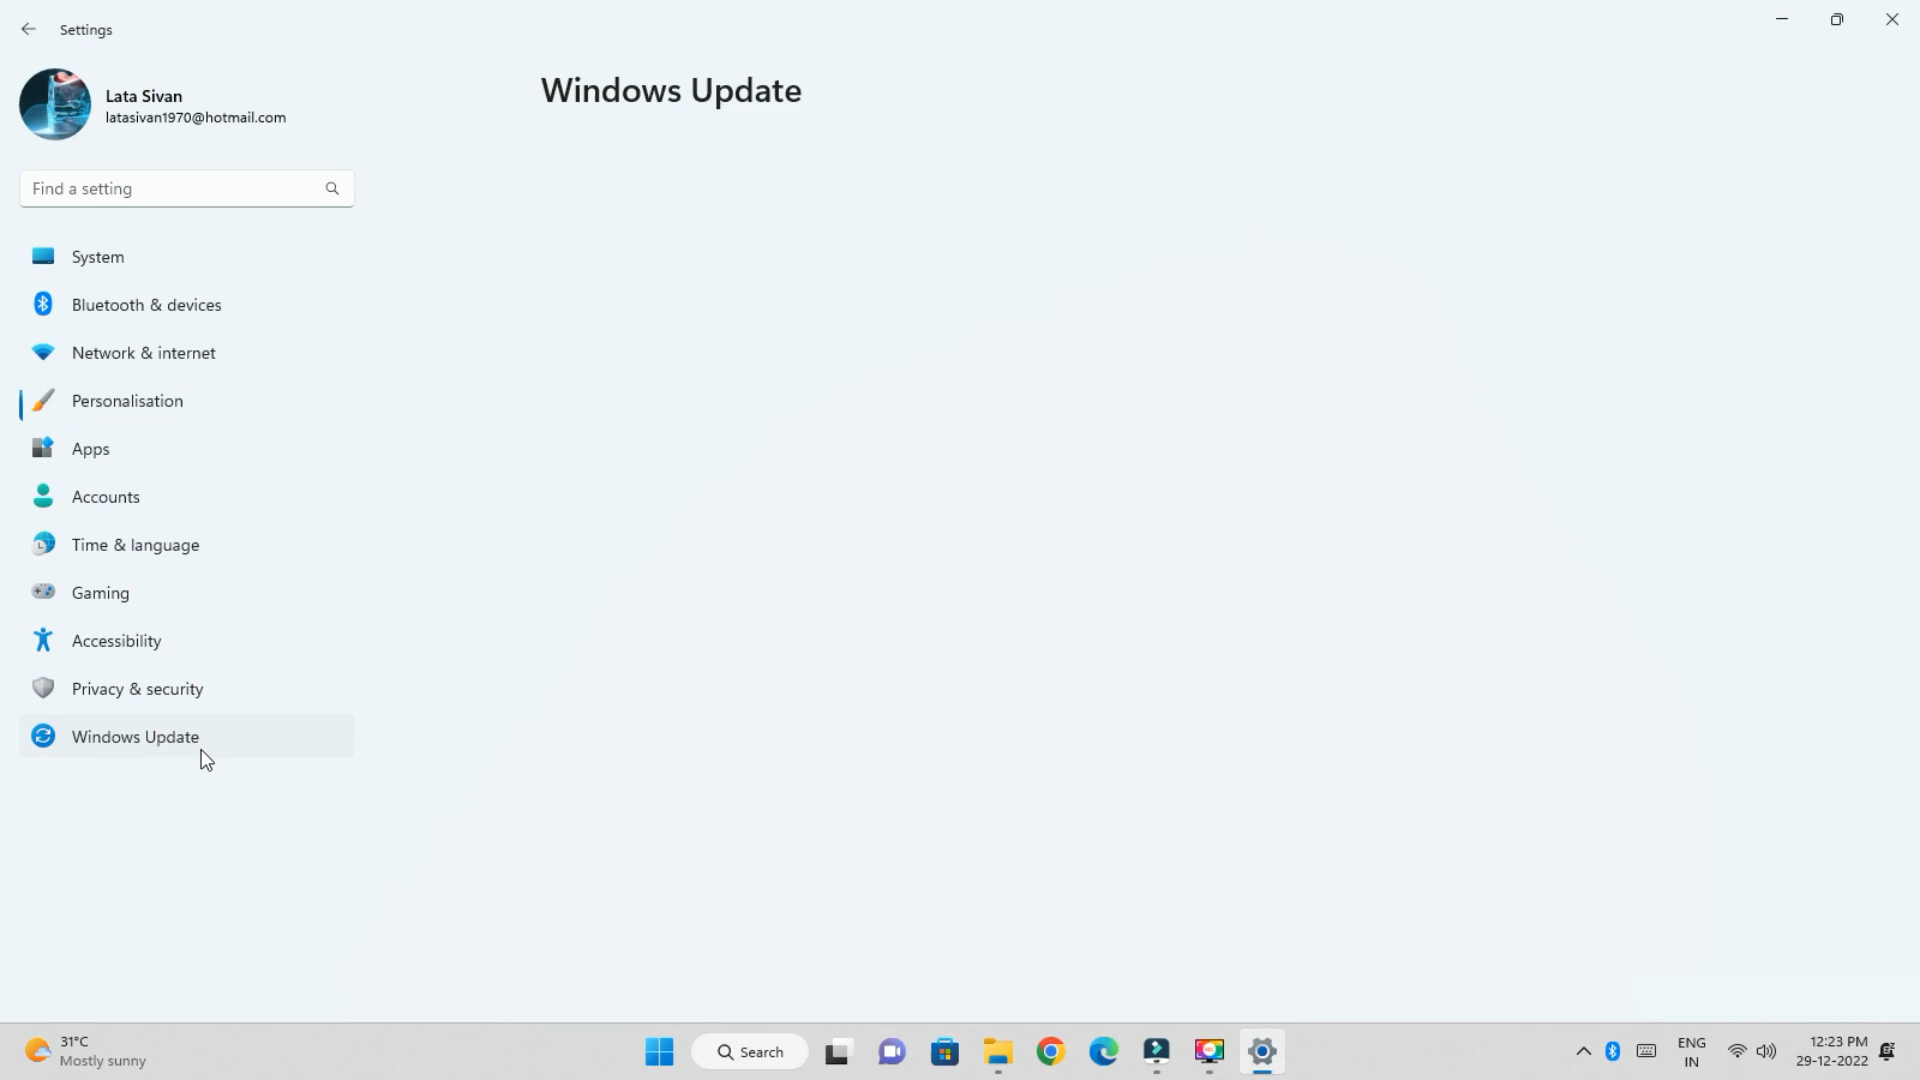 Settings
Lata Sivan
latasivan1970@hotmail.com
Find a setting
System
Bluetooth & devices
Network & internet
Personalisation
Apps
Accounts
Time & language
Gaming
Accessibility
Privacy & security
Windows Update
Windows Update
31°C
Mostly sunny
Search
ENG
IN
12:23 PM
29-12-2022